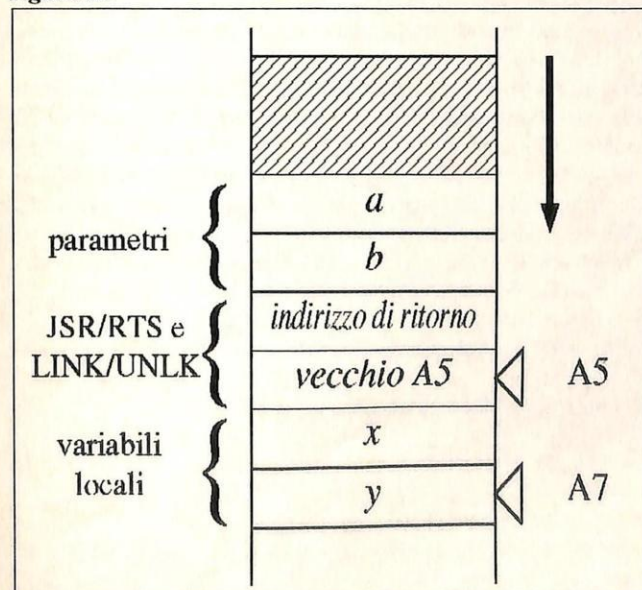 a
parametri
b
JSR/RTS e
LINK/UNLK
indirizzo di ritorno
vecchio A5
A5
variabili
locali
x
y
A7